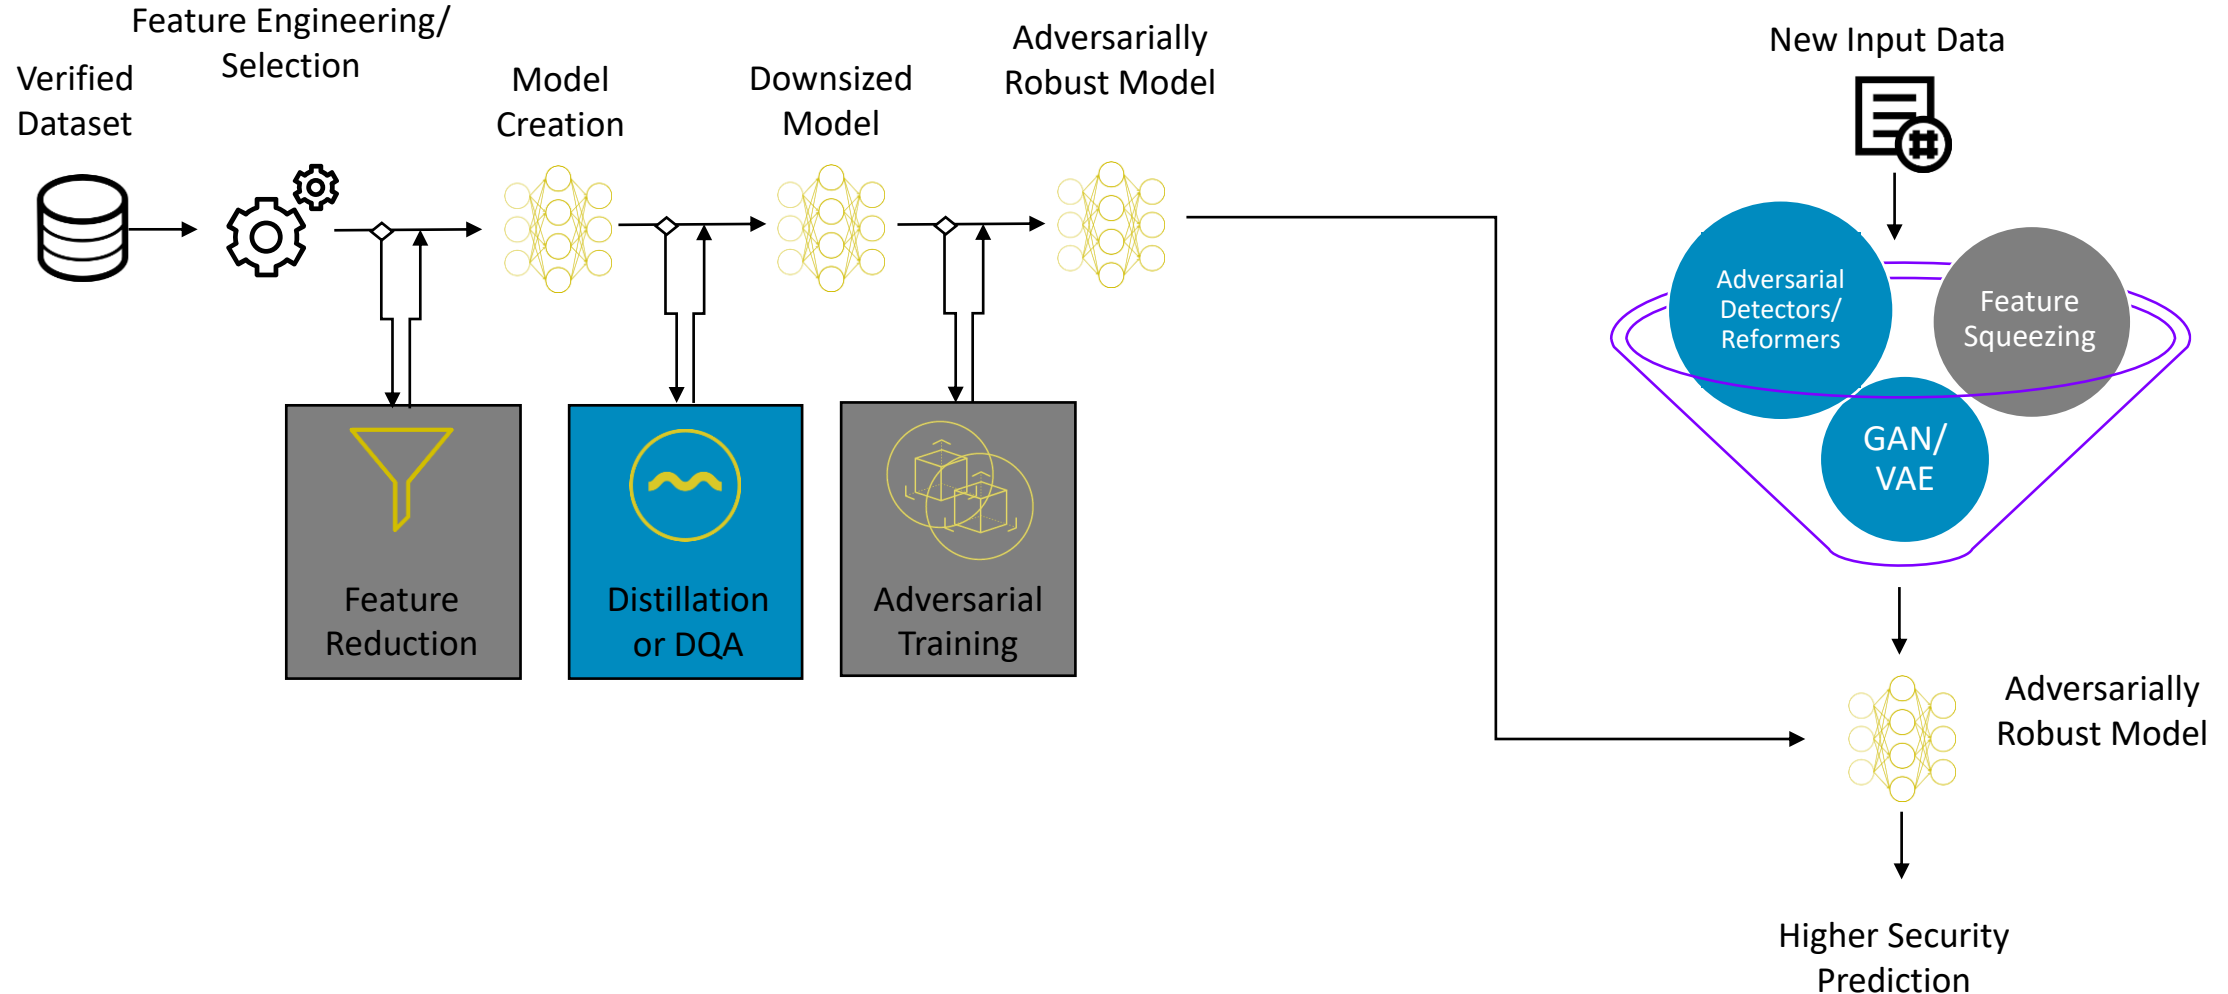 Feature Engineering/
Selection
Verified
Dataset
Model
Creation
Downsized
Model
Adversarially
Robust Model
New Input Data
Adversarial
Detectors/
Reformers
Feature
Squeezing
GAN/
VAE
Feature
Reduction
Distillation
or DQA
Adversarial
Training
Adversarially
Robust Model
Higher Security
Prediction